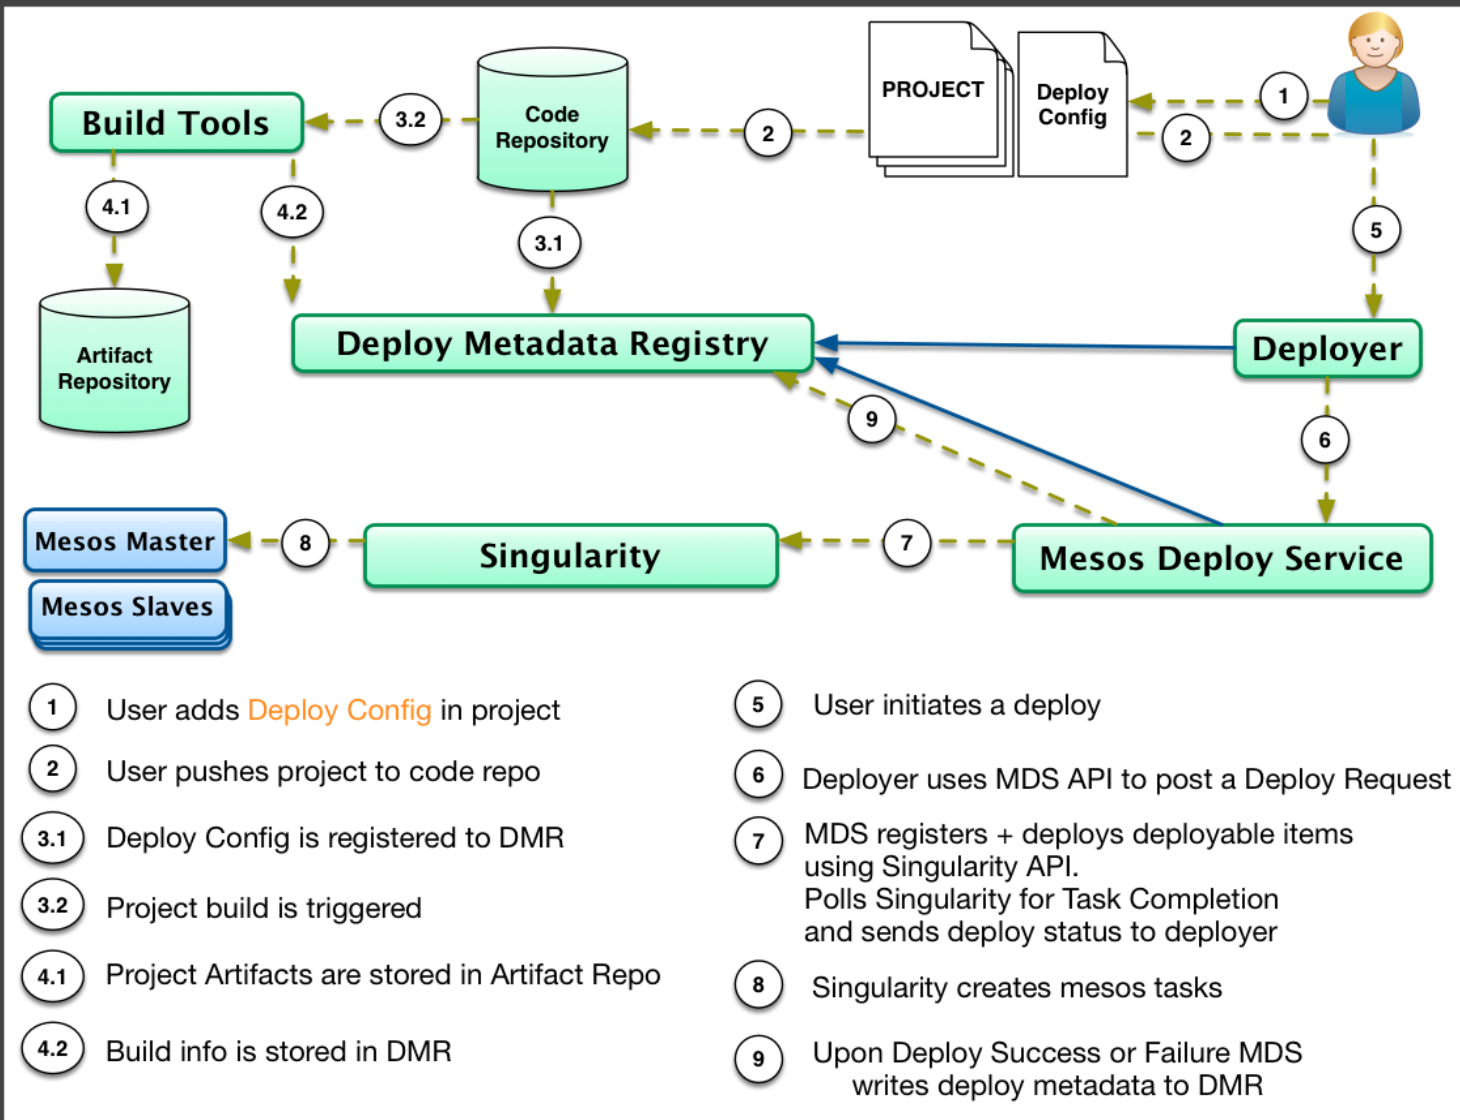 PROJECT
Deploy
Config
1
2
2
Code
Repository
3.2
Build Tools
4.1
4.2
3.1
5
Artifact
Repository
Deploy Metadata Registry
Deployer
9
6
Mesos Master
8
Singularity
7
Mesos Deploy Service
Mesos Slaves
1 User adds Deploy Config in project
2 User pushes project to code repo
3.1 Deploy Config is registered to DMR
3.2 Project build is triggered
4.1 Project Artifacts are stored in Artifact Repo
4.2 Build info is stored in DMR
5 User initiates a deploy
6 Deployer uses MDS API to post a Deploy Request
7 MDS registers + deploys deployable items
using Singularity API.
Polls Singularity for Task Completion
and sends deploy status to deployer
8 Singularity creates mesos tasks
9 Upon Deploy Success or Failure MDS
writes deploy metadata to DMR